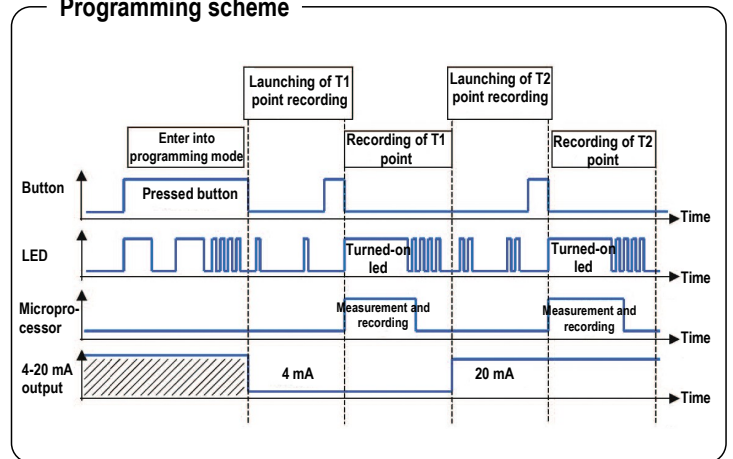 Programming scheme
Launching of T1
point recording
Launching of T2
point recording
Enter into
programming mode
Recording of T1
point
Recording of T2
point
Button
Pressed button
Time
LED
Turned-on
led
Turned-on
led
Time
Micropro-
cessor
Measurement and
recording
Measurement and
recording
Time
4-20 mA
output
4 mA
20 mA
Time